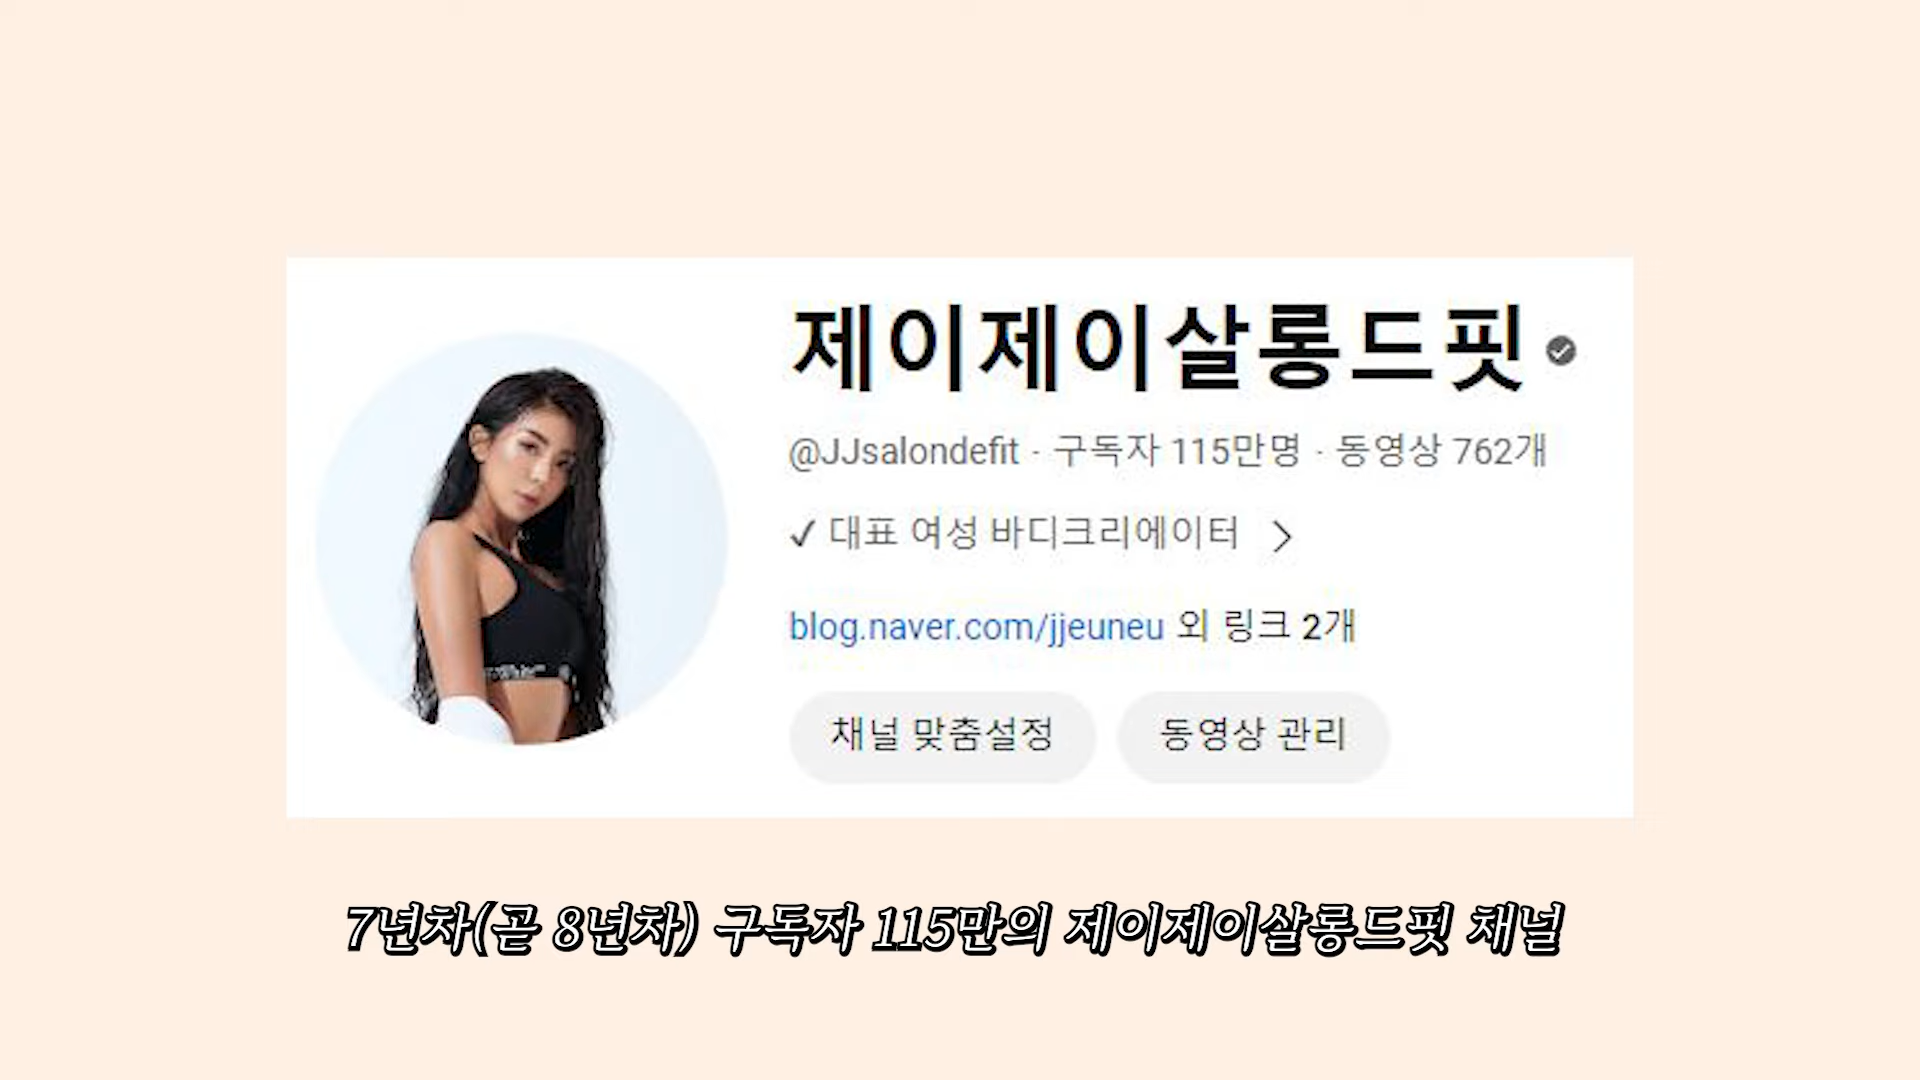 제이제이살롱드핏
@JJsalondefit · 구독자 115만명 · 동영상 762개
✓ 대표 여성 바디크리에이터 >
blog.naver.com/jjeuneu 외 링크 2개
채널 맞춤설정 동영상 관리
7년차(곧 8년차) 구독자 115만의 제이제이살롱드핏 채널